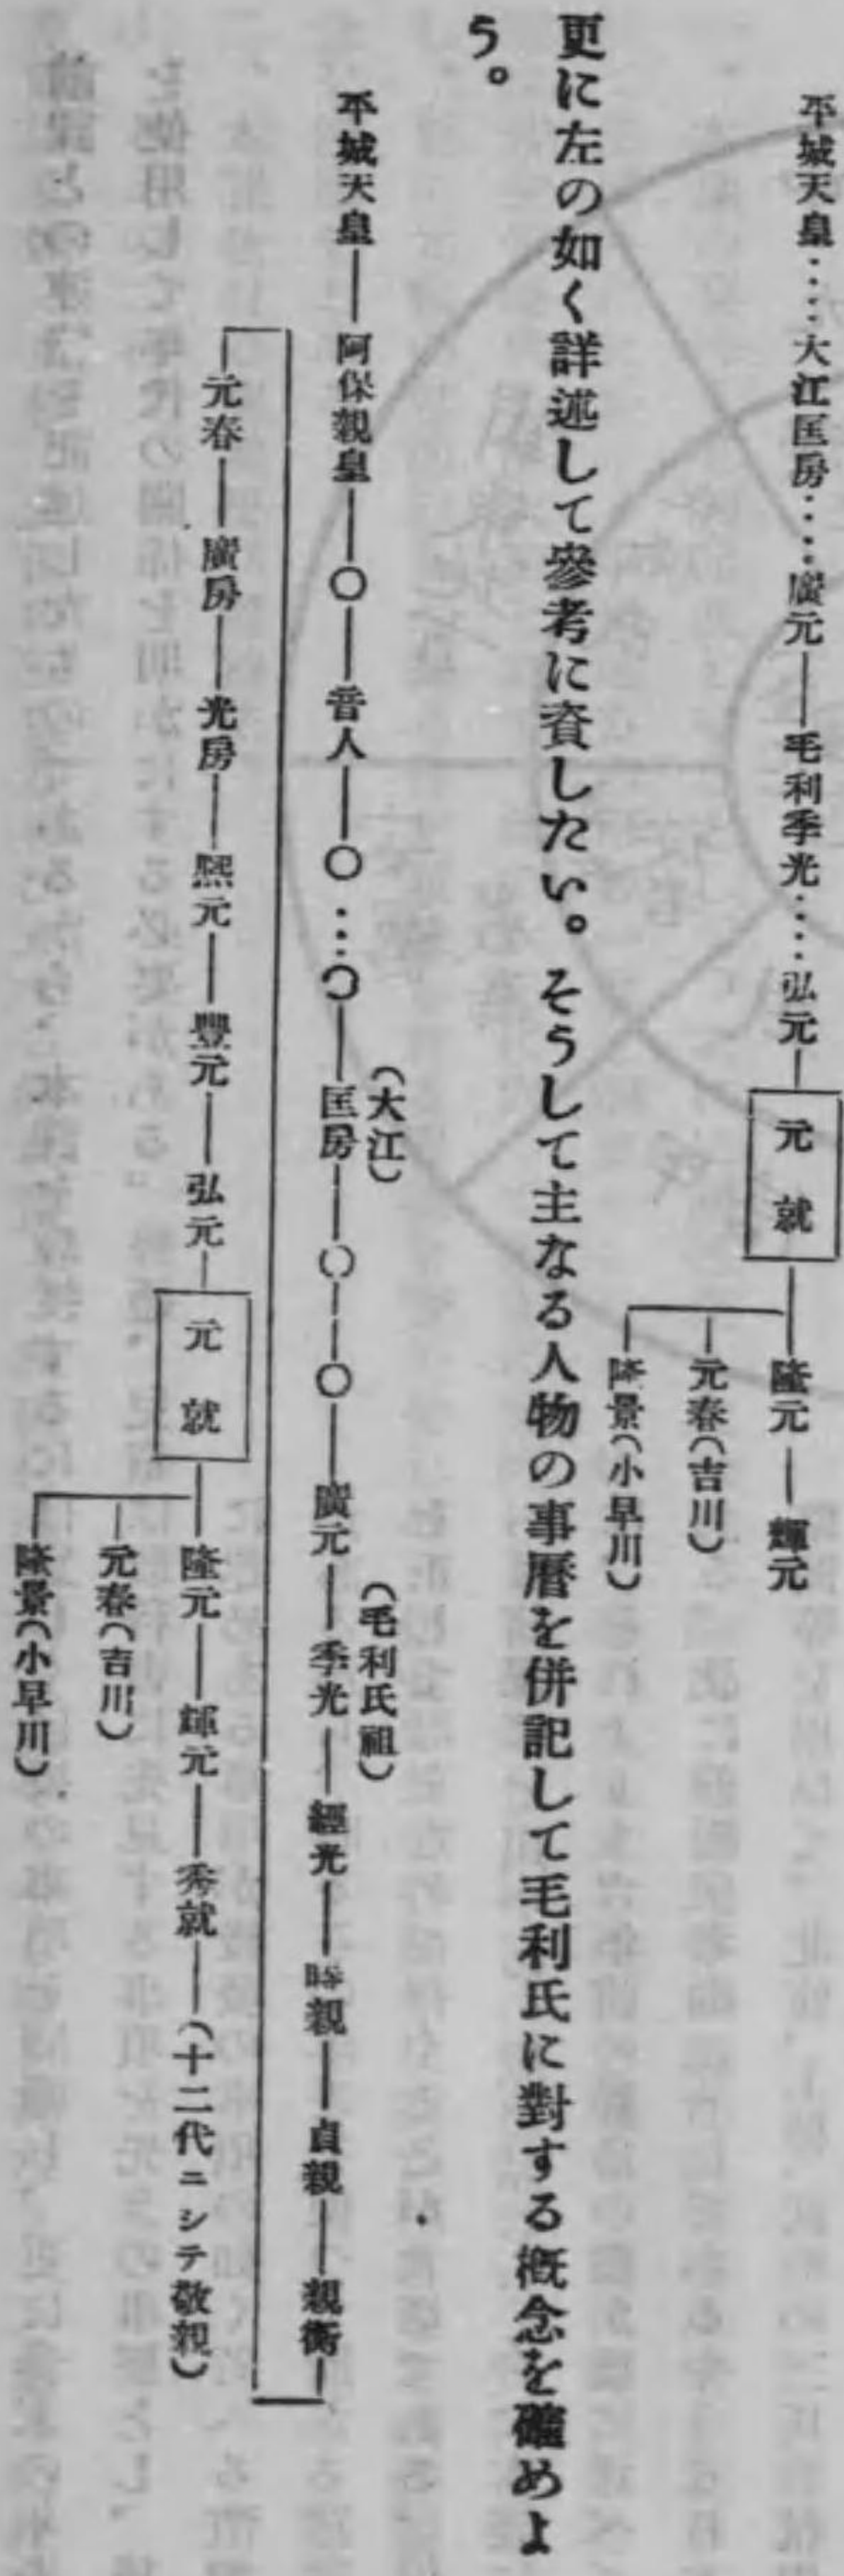 平城天皇‥‥大江匡房‥‥廣元――毛利季光‥‥弘元―元就―隆元―輝元
元春(吉川)
隆景(小早川)
更に左の如く詳述して參考に資したい。そうして主なる人物の事曆を併記して毛利氏に對する槪念を確めよ
う。
(大江)
(毛利氏祖)
平城天皇――阿保親皇――〇――音人――〇…〇――匡房――〇――〇――廣元――季光――經光――時親――貞親――親衡
元春――廣房――光房――煕元――豐元――弘元―元就―隆元――輝元――秀就――(十二代ニシテ敬親)
元春(吉川)
隆景(小早川)